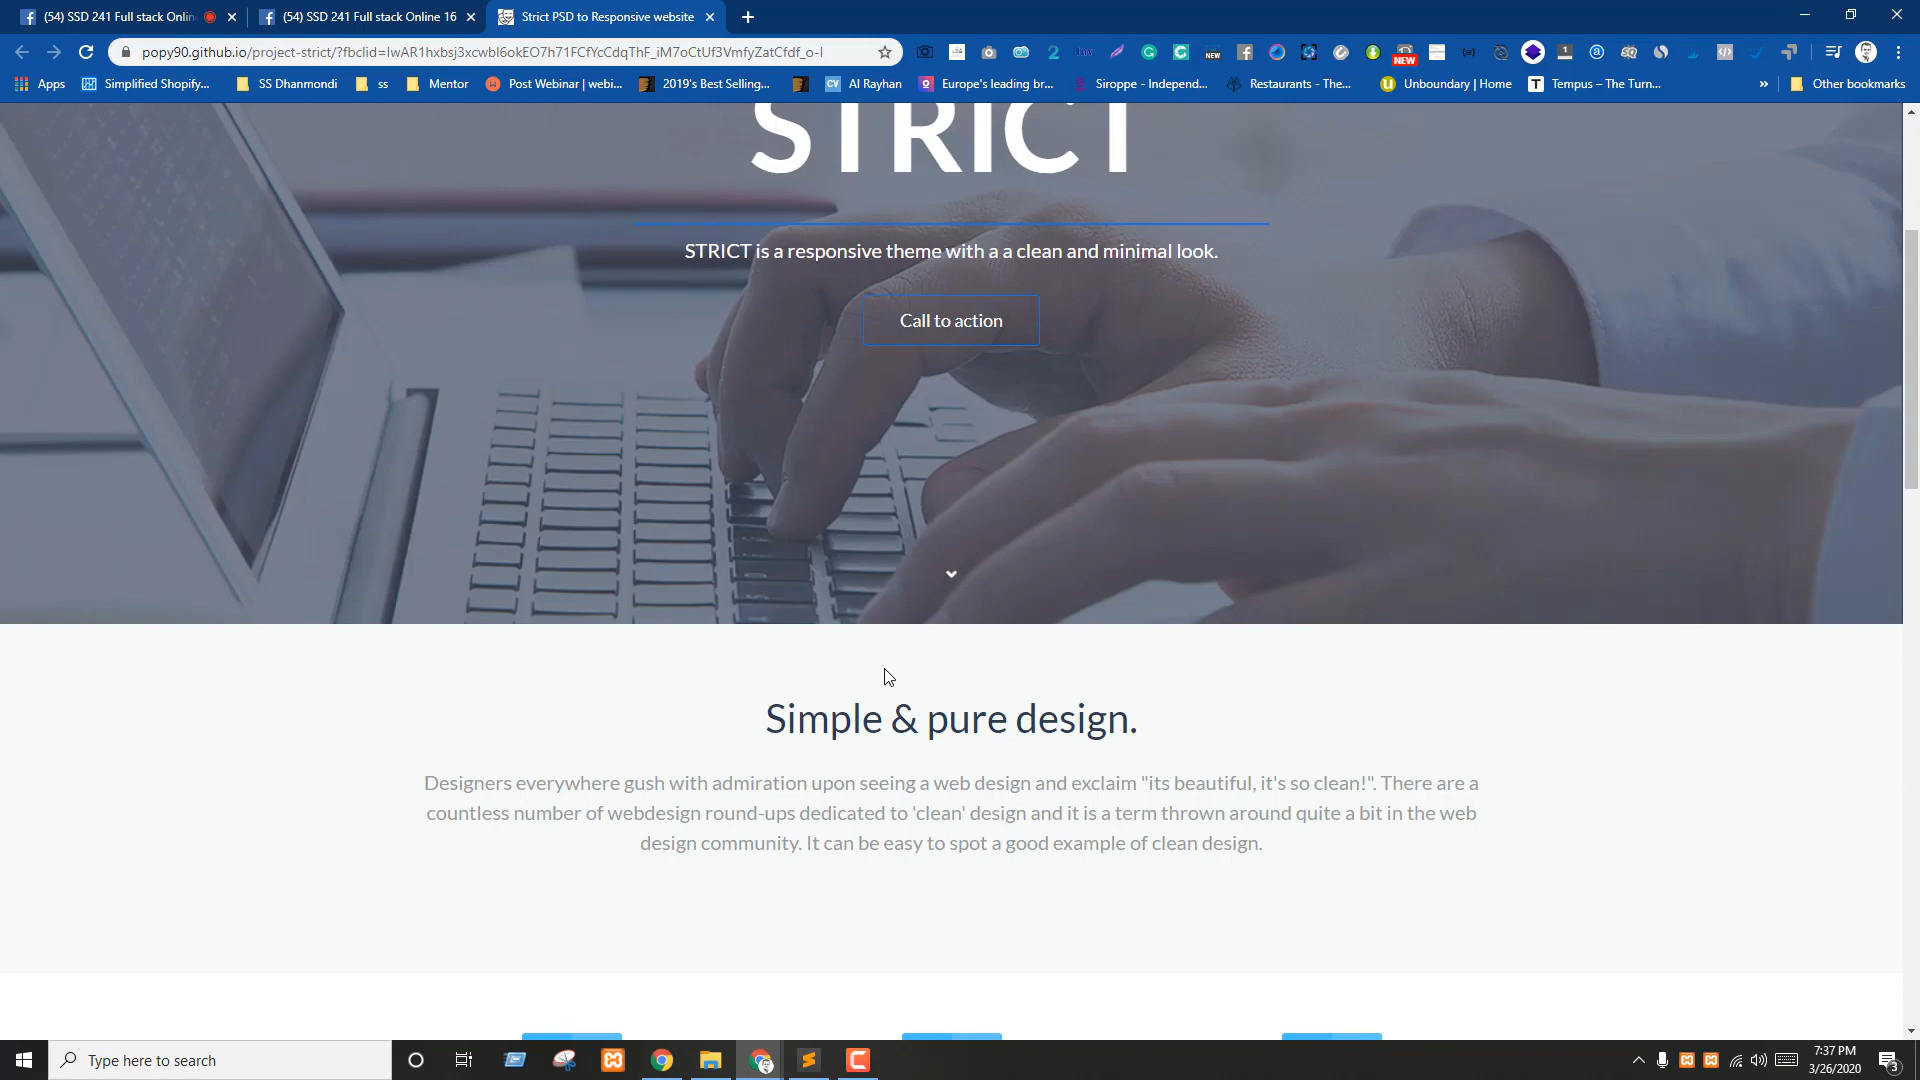 (54) SSD 241 Full stack Onlin
(54) SSD 241 Full stack Online 16
Strict PSD to Responsive website
popy90.github.io/project-strict/?fbclid=IwAR1hxbsj3xcwbl6okEO7h71FCfYcCdqThF_iM7oCtUf3VmfyZatCfdf_o-I
NEW
NEW
Apps
Simplified Shopify...
SS Dhanmondi
ss
Mentor
Post Webinar | webi...
2019's Best Selling...
CV
Al Rayhan
Europe's leading br...
Siroppe - Independ...
Restaurants - The...
Unboundary | Home
T
Tempus – The Turn...
»
Other bookmarks
STRICT
STRICT is a responsive theme with a a clean and minimal look.
Call to action
Simple & pure design.
Designers everywhere gush with admiration upon seeing a web design and exclaim "its beautiful, it's so clean!". There are a
countless number of webdesign round-ups dedicated to 'clean' design and it is a term thrown around quite a bit in the web
design community. It can be easy to spot a good example of clean design.
Type here to search
7:37 PM
3/26/2020
3